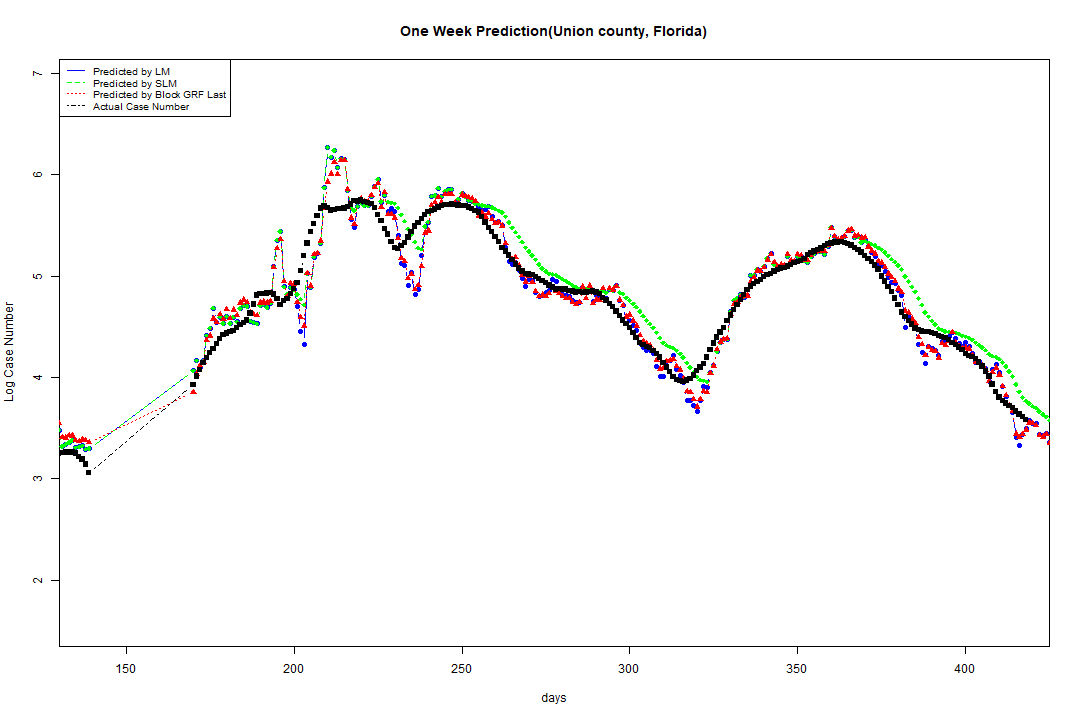 One Week Prediction(Union county, Florida)
Predicted by LM
Predicted by SLM
Predicted by Block GRF Last
Actual Case Number
7
6
5
4
3
2
Log Case Number
150 200 250 300 350 400
days